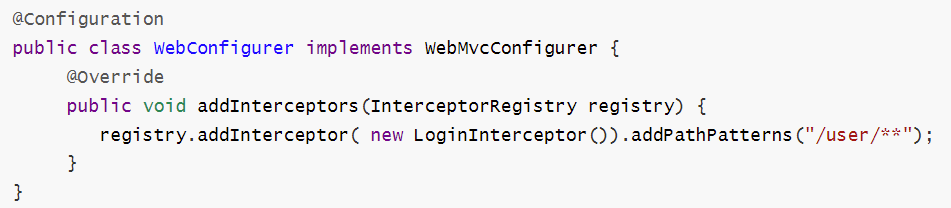 @Configuration
public class WebConfigurer implements WebMvcConfigurer {
@Override
public void addInterceptors(InterceptorRegistry registry) {
registry.addInterceptor( new LoginInterceptor()).addPathPatterns("/user/**");
}
}